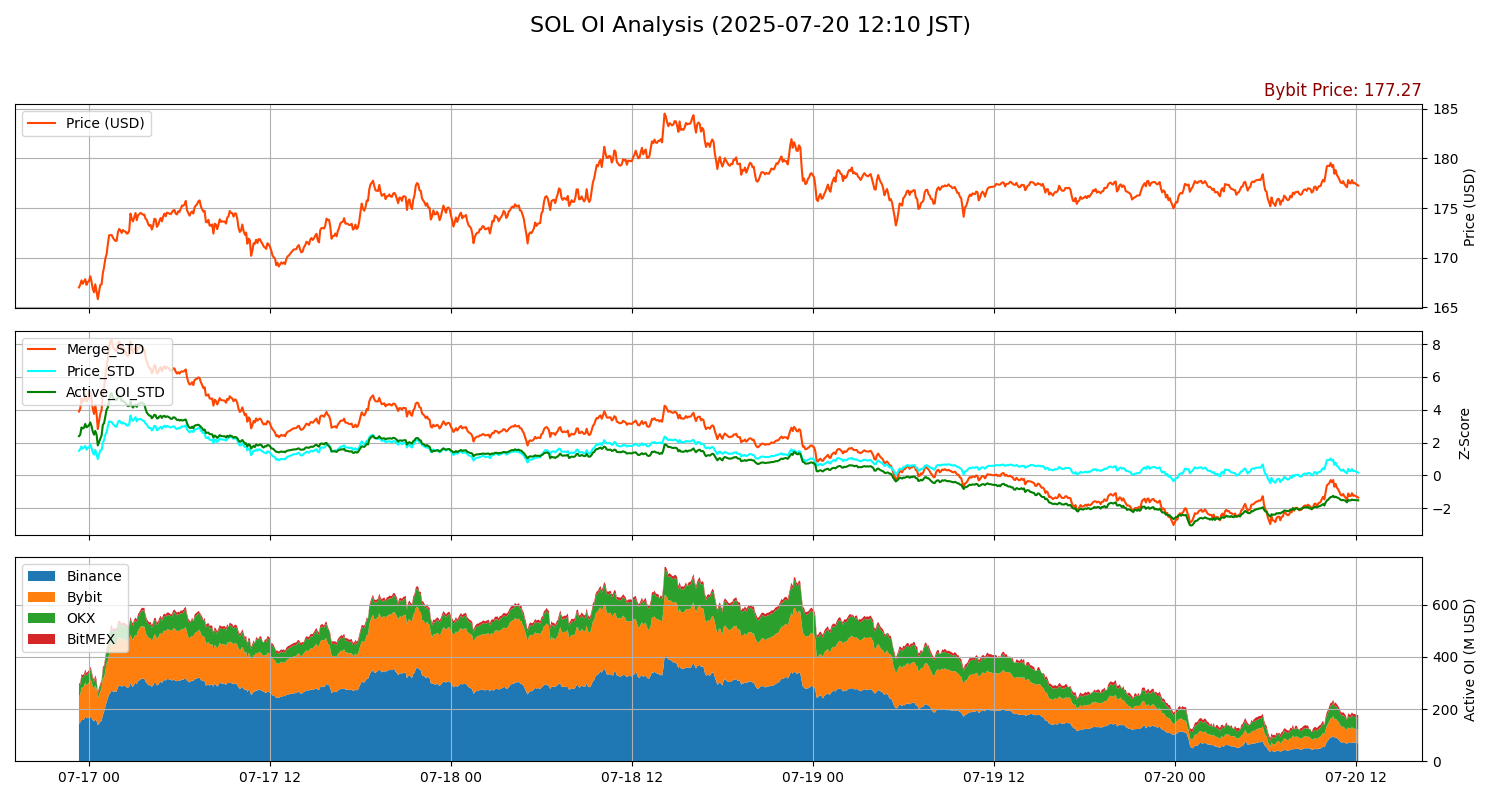 SOL OI Analysis (2025-07-20 12:10 JST)
Bybit Price: 177.27
Price (USD)
185
180
175
170
165
Price (USD)
Merge_STD
Price_STD
Active_OI_STD
8
6
4
2
0
−2
Z-Score
Binance
Bybit
OKX
BitMEX
600
400
200
0
Active OI (M USD)
07-17 00
07-17 12
07-18 00
07-18 12
07-19 00
07-19 12
07-20 00
07-20 12